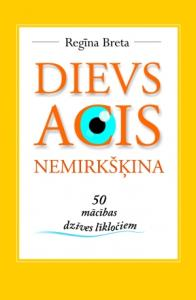 Regīna Breta
DIEVS
ACIS
NEMIRKŠĶINA
50
mācības
dzīves līkločiem